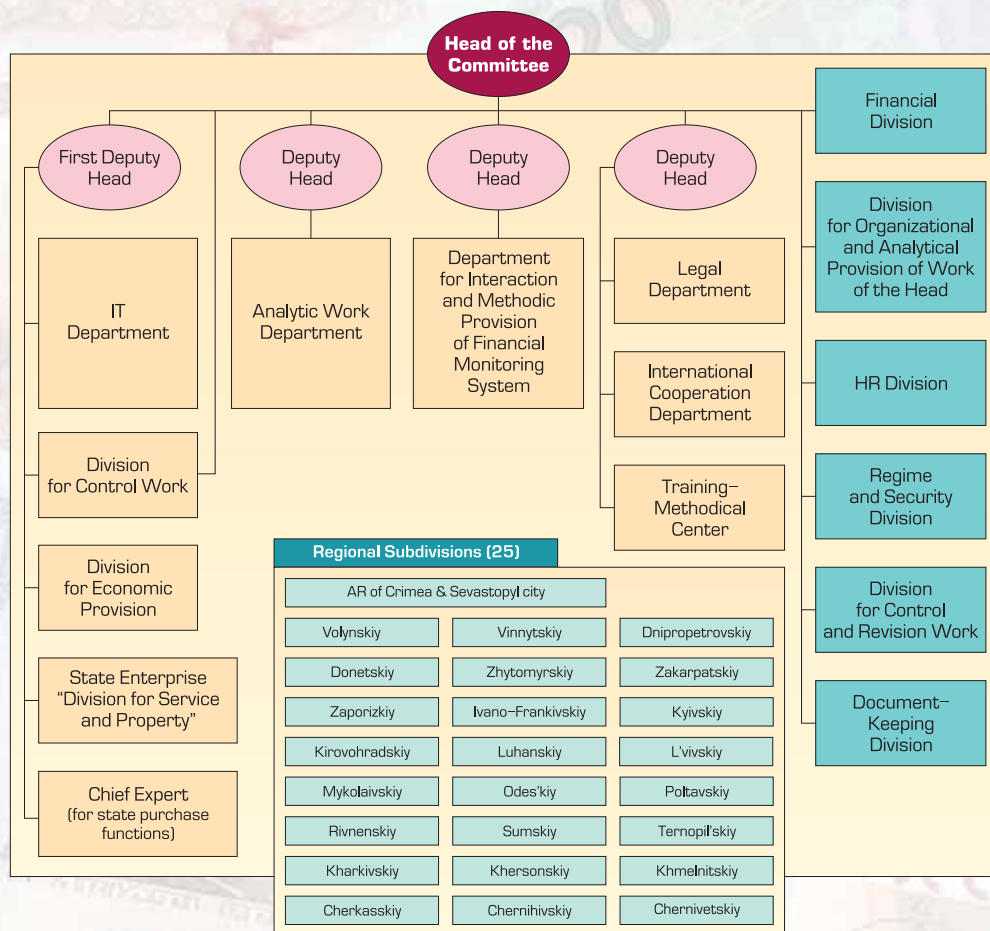 Head of the
Committee
First Deputy
Head
Deputy
Head
Deputy
Head
Deputy
Head
Financial
Division
IT
Department
Analytic Work
Department
Department
for Interaction
and Methodic
Provision
of Financial
Monitoring
System
Legal
Department
Division
for Organizational
and Analytical
Provision of Work
of the Head
International
Cooperation
Department
HR Division
Division
for Control Work
Training–
Methodical
Center
Regime
and Security
Division
Division
for Economic
Provision
Division
for Control
and Revision Work
State Enterprise
“Division for Service
and Property”
Document–
Keeping
Division
Chief Expert
(for state purchase
functions)
Regional Subdivisions (25)
AR of Crimea & Sevastopyl city
Volynskiy Vinnytskiy Dnipropetrovskiy
Donetskiy Zhytomyrskiy Zakarpatskiy
Zaporizkiy Ivano–Frankivskiy Kyivskiy
Kirovohradskiy Luhanskiy L'vivskiy
Mykolaivskiy Odes'kiy Poltavskiy
Rivnenskiy Sumskiy Ternopil'skiy
Kharkivskiy Khersonskiy Khmelnitskiy
Cherkasskiy Chernihivskiy Chernivetskiy